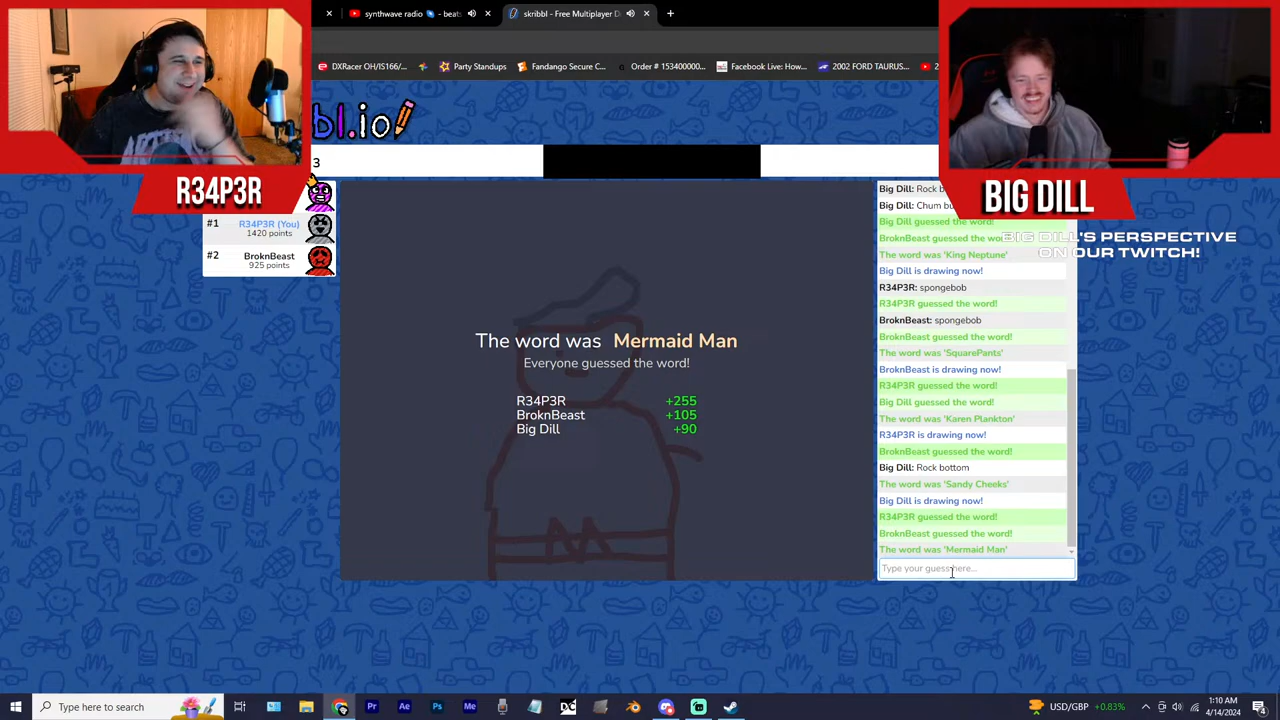 synthwave radio
- beats
skribbl - Free Multiplayer D
DXRacer OH/IS166/...
Party Standups
Fandango Secure C...
Order # 153400000...
Facebook Live: How...
2002 FORD TAURUS...
bl.io
3
R34P3R
BIG DILL
BIG DILL'S PERSPECTIVE
ON OUR TWITCH!
#1
R34P3R (You)
1420 points
#2
BroknBeast
925 points
The word was Mermaid Man
Everyone guessed the word!
R34P3R +255
BroknBeast +105
Big Dill +90
Big Dill: Rock b
Big Dill: Chum bu
Big Dill guessed the word!
BroknBeast guessed the wo
The word was 'King Neptune'
Big Dill is drawing now!
R34P3R: spongebob
R34P3R guessed the word!
BroknBeast: spongebob
BroknBeast guessed the word!
The word was 'SquarePants'
BroknBeast is drawing now!
R34P3R guessed the word!
Big Dill guessed the word!
The word was 'Karen Plankton'
R34P3R is drawing now!
BroknBeast guessed the word!
Big Dill: Rock bottom
The word was 'Sandy Cheeks'
Big Dill is drawing now!
R34P3R guessed the word!
BroknBeast guessed the word!
The word was 'Mermaid Man'
Type your guess here...
Type here to search
Pr
Ae
Ps
Me
USD/GBP +0.83%
1:10 AM
4/14/2024
4